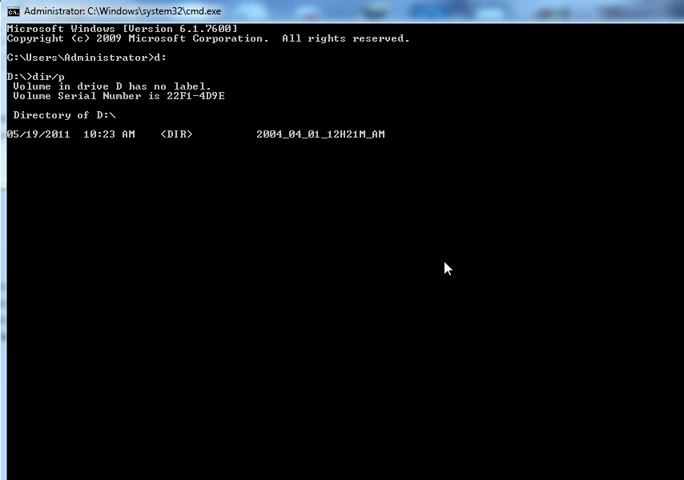 Administrator: C:\Windows\system32\cmd.exe
Microsoft Windows [Version 6.1.7600]
Copyright (c) 2009 Microsoft Corporation.  All rights reserved.
C:\Users\Administrator>d:
D:\>dir/p
Volume in drive D has no label.
Volume Serial Number is 22F1-4D9E
Directory of D:\
05/19/2011  10:23 AM    <DIR>          2004_04_01_12H21M_AM